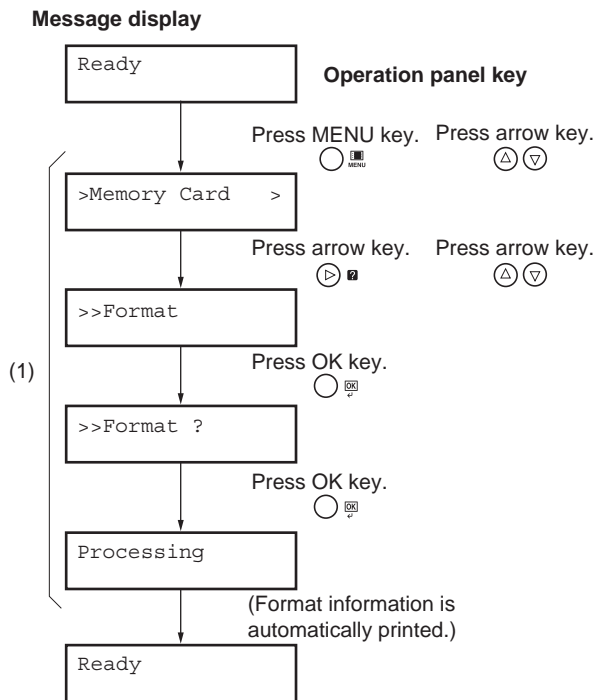 Message display
Ready
Operation panel key
Press MENU key. Press arrow key.
MENU
>Memory Card >
Press arrow key. Press arrow key.
?
>>Format
(1)
Press OK key.
OK
>>Format ?
Press OK key.
OK
Processing
(Format information is
automatically printed.)
Ready